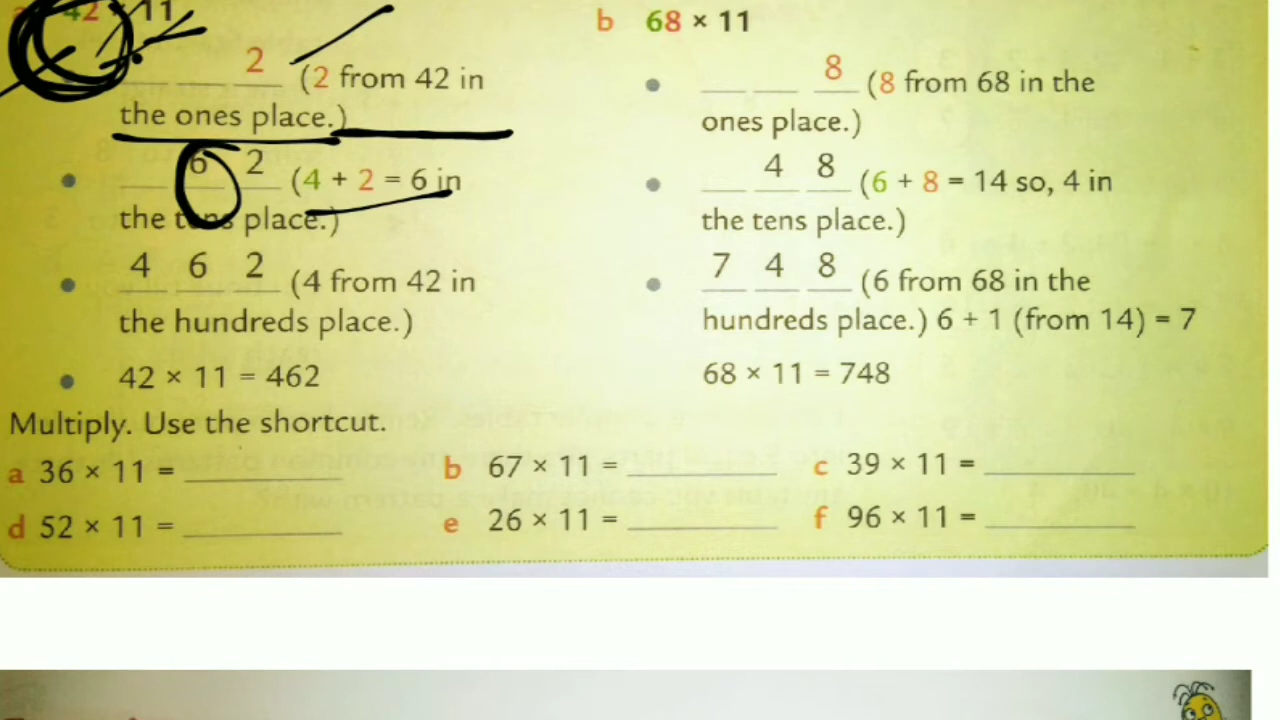 a 42 × 11
2 (2 from 42 in
the ones place.)
6 2 (4 + 2 = 6 in
the tens place.)
4 6 2 (4 from 42 in
the hundreds place.)
42 × 11 = 462
b 68 × 11
8 (8 from 68 in the
ones place.)
4 8 (6 + 8 = 14 so, 4 in
the tens place.)
7 4 8 (6 from 68 in the
hundreds place.) 6 + 1 (from 14) = 7
68 × 11 = 748
Multiply. Use the shortcut.
a 36 × 11 = b 67 × 11 = c 39 × 11 =
d 52 × 11 = e 26 × 11 = f 96 × 11 =